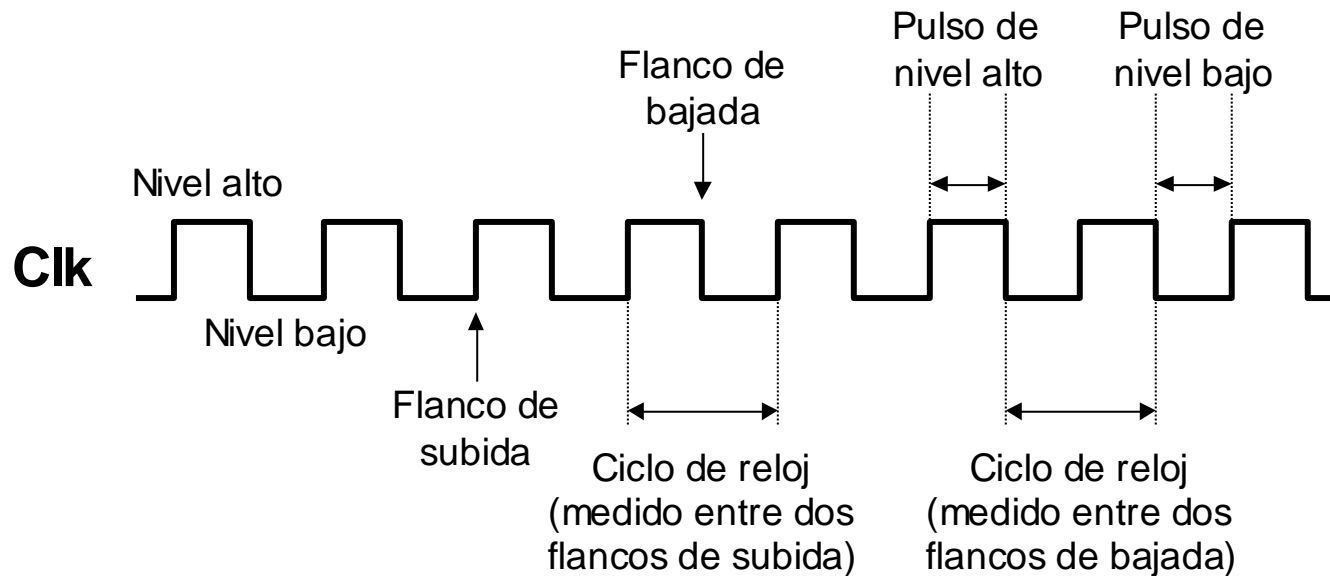 Pulso de
nivel alto
Pulso de
nivel bajo
Flanco de
bajada
Nivel alto
Clk
Nivel bajo
Flanco de
subida
Ciclo de reloj
(medido entre dos
flancos de subida)
Ciclo de reloj
(medido entre dos
flancos de bajada)